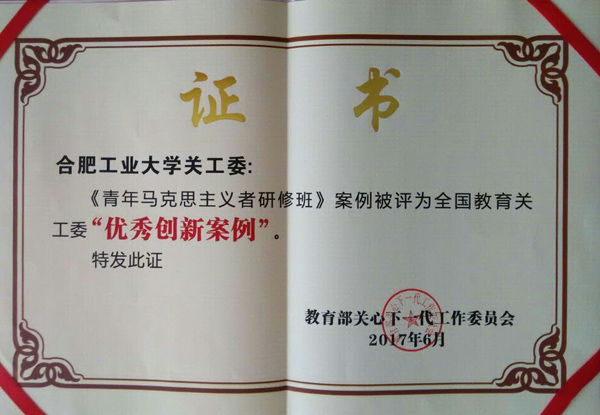 证 书
合肥工业大学关工委:
《青年马克思主义者研修班》案例被评为全国教育关
工委“优秀创新案例”。
特发此证
教育部关心下一代工作委员会
2017年6月